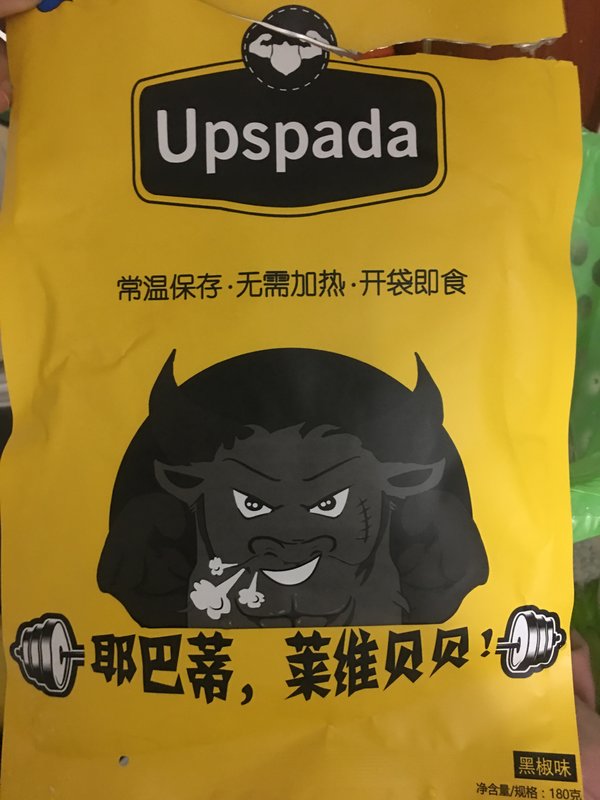 Upspada
常温保存·无需加热·开袋即食
耶巴蒂，莱维贝贝！
黑椒味
净含量/规格：180克